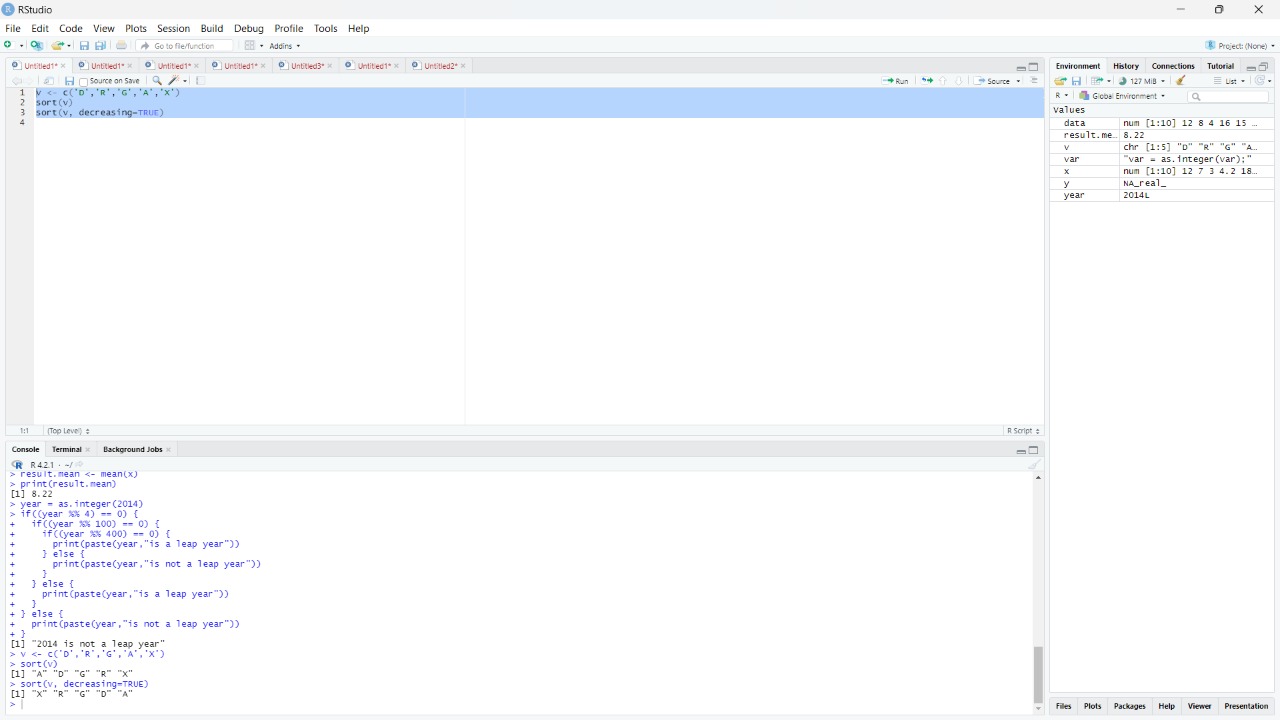 RStudio
File Edit Code View Plots Session Build Debug Profile Tools Help
Go to file/function Addins Project: (None)
Untitled1* Untitled1* Untitled1* Untitled1* Untitled3* Untitled1* Untitled2*
Source on Save Run Source
1 v <- c('D','R','G','A','X')
2 sort(v)
3 sort(v, decreasing=TRUE)
4
1:1 (Top Level) R Script
Console Terminal Background Jobs
R 4.2.1 · ~/
> result.mean <- mean(x)
> print(result.mean)
[1] 8.22
> year = as.integer(2014)
> if((year %% 4) == 0) {
+ if((year %% 100) == 0) {
+ if((year %% 400) == 0) {
+ print(paste(year,"is a leap year"))
+ } else {
+ print(paste(year,"is not a leap year"))
+ }
+ } else {
+ print(paste(year,"is a leap year"))
+ }
+ } else {
+ print(paste(year,"is not a leap year"))
+ }
[1] "2014 is not a leap year"
> v <- c('D','R','G','A','X')
> sort(v)
[1] "A" "D" "G" "R" "X"
> sort(v, decreasing=TRUE)
[1] "X" "R" "G" "D" "A"
>
Environment History Connections Tutorial
127 MiB List
R Global Environment
Values
data num [1:10] 12 8 4 16 15 …
result.me… 8.22
v chr [1:5] "D" "R" "G" "A…
var "var = as.integer(var);"
x num [1:10] 12 7 3 4.2 18…
y NA_real_
year 2014L
Files Plots Packages Help Viewer Presentation